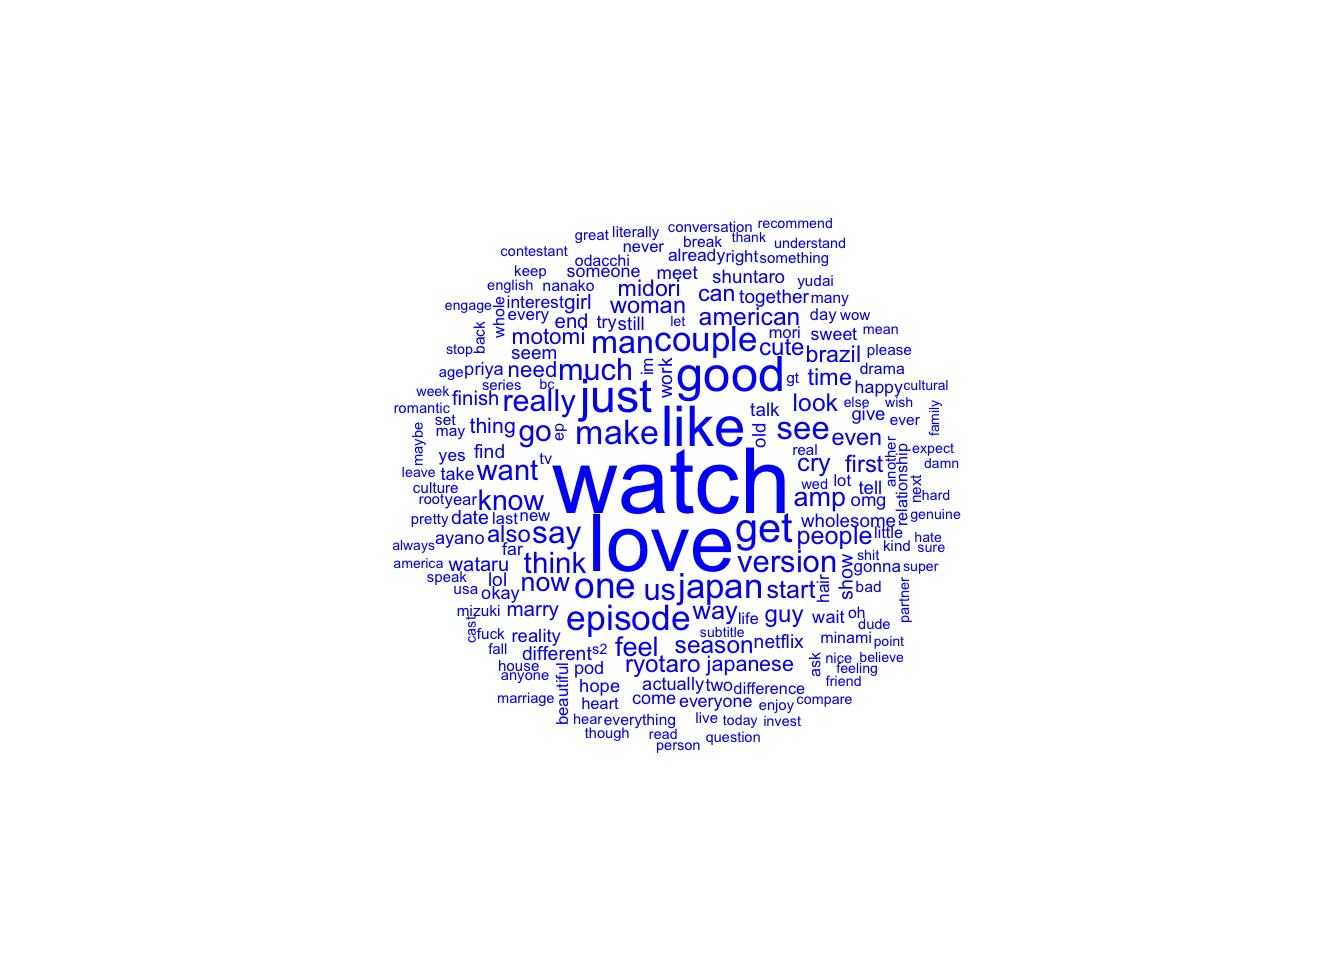 recommend
great literally conversation
contestant never break thank understand
odacchi already right something
keep someone meet shuntaro yudai
english nanako midori can together many
engage whole interest girl woman american day wow
every end try still let mori sweet mean
back motomi man couple cute brazil please
stop seem
age priya need much im work good gt time drama
week series bc happy cultural
romantic finish really just like talk look else wish family
set give ever
may thing go ep make old see even
maybe yes find tv real another expect
leave take want watch cry first relationship damn
culture wed lot tell next
root year know amp omg hard
pretty date last new love get wholesome genuine
always ayano also say people little hate
far kind sure
america wataru think version shit gonna super
speak lol now one us japan start hair show bad partner
usa okay
mizuki marry episode way life guy wait oh dude
cast fuck reality subtitle minami point
fall different s2 feel season netflix
house pod ryotaro japanese ask nice believe
anyone beautiful feeling
hope actually two difference friend
marriage heart come everyone enjoy compare
hear everything live today invest
though read question
person